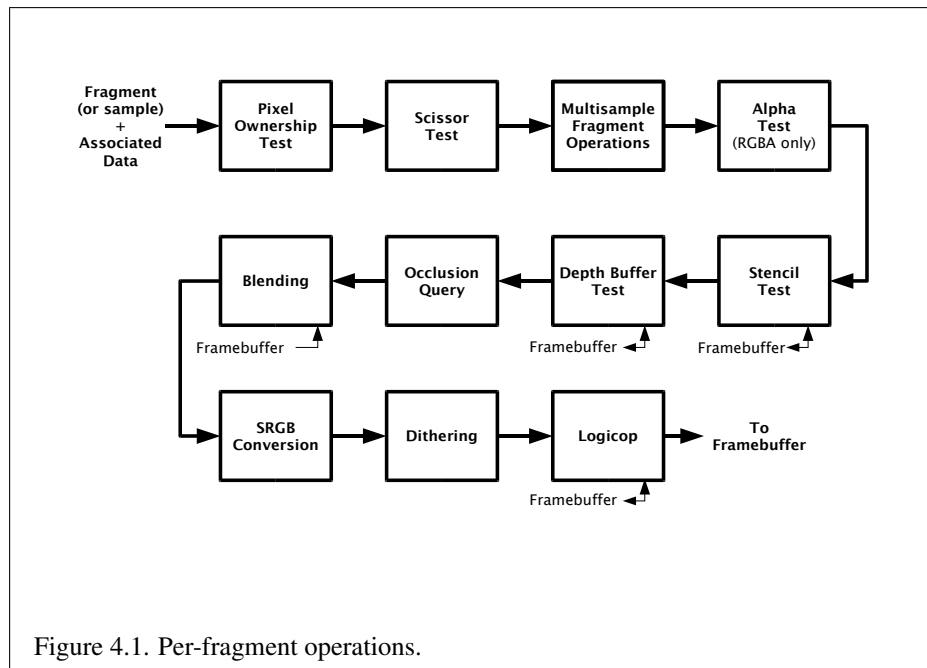 Fragment
(or sample)
+
Associated
Data
Pixel
Ownership
Test
Scissor
Test
Multisample
Fragment
Operations
Alpha
Test
(RGBA only)
Blending
Occlusion
Query
Depth Buffer
Test
Stencil
Test
Framebuffer
Framebuffer
Framebuffer
SRGB
Conversion
Dithering
Logicop
To
Framebuffer
Framebuffer
Figure 4.1. Per-fragment operations.